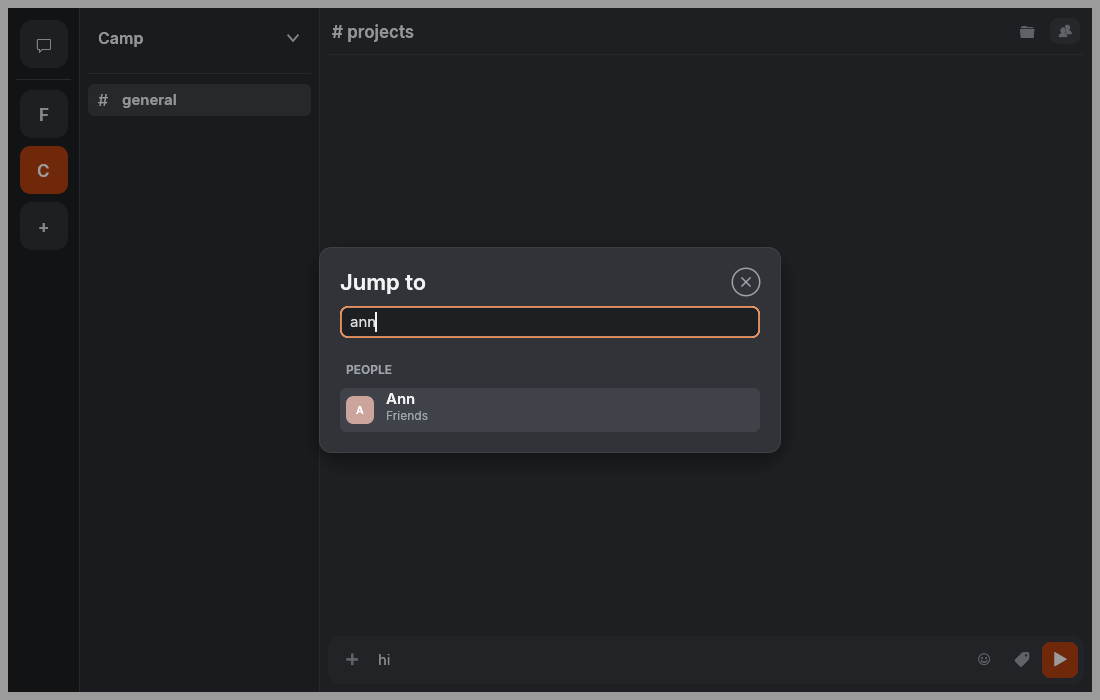 Camp
# projects
F
# general
C
+
Jump to
ann
PEOPLE
A
Ann
Friends
hi